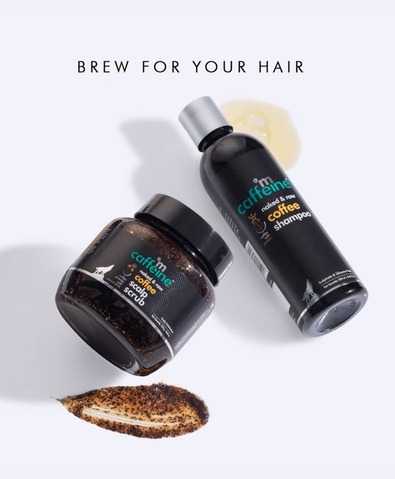 BREW FOR YOUR HAIR
'm
caffeine
naked & raw
coffee
shampoo
'm
caffeine
naked & raw
coffee
scalp
scrub